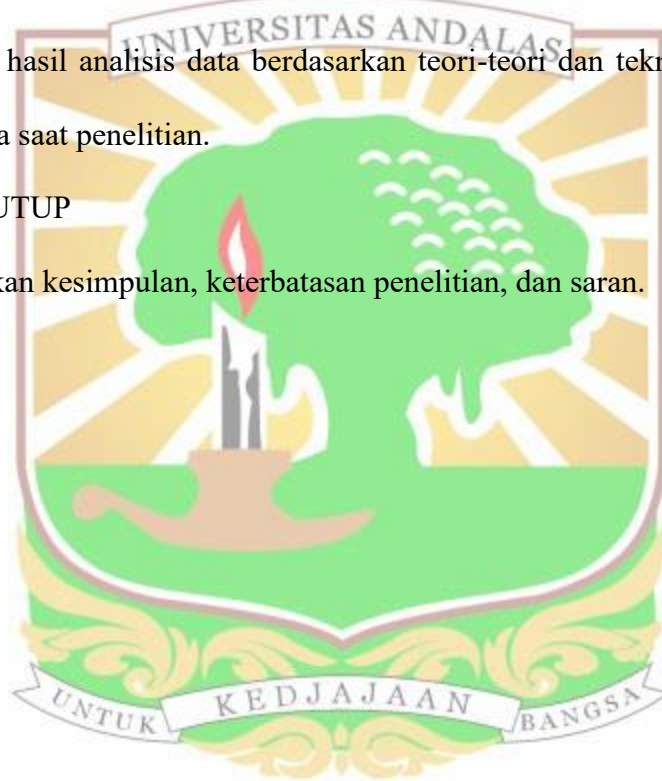 UNIVERSITAS ANDALAS
hasil analisis data berdasarkan teori-teori dan tekn
a saat penelitian.
UTUP
kan kesimpulan, keterbatasan penelitian, dan saran.
UNTUK KEDJAJAAN BANGSA